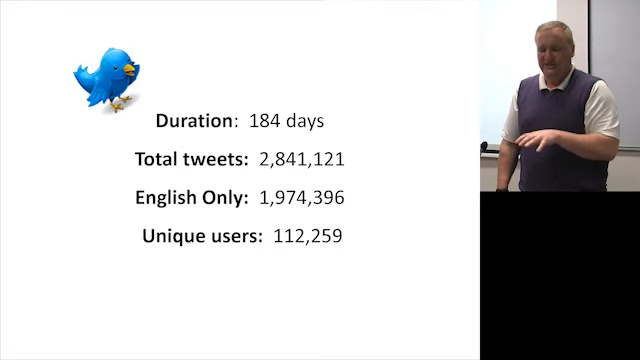 Duration: 184 days
Total tweets: 2,841,121
English Only: 1,974,396
Unique users: 112,259